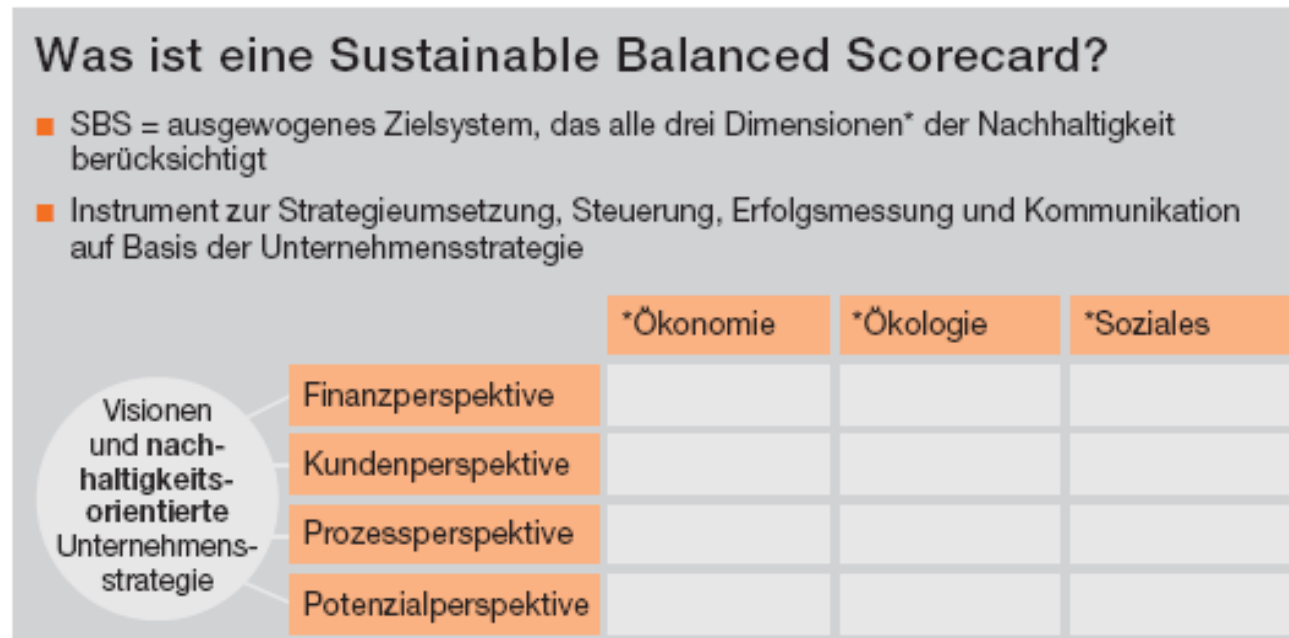 Was ist eine Sustainable Balanced Scorecard?
■ SBS = ausgewogenes Zielsystem, das alle drei Dimensionen* der Nachhaltigkeit
berücksichtigt
■ Instrument zur Strategieumsetzung, Steuerung, Erfolgsmessung und Kommunikation
auf Basis der Unternehmensstrategie
*Ökonomie
*Ökologie
*Soziales
Visionen
und nach-
haltigkeits-
orientierte
Unternehmens-
strategie
Finanzperspektive
Kundenperspektive
Prozessperspektive
Potenzialperspektive